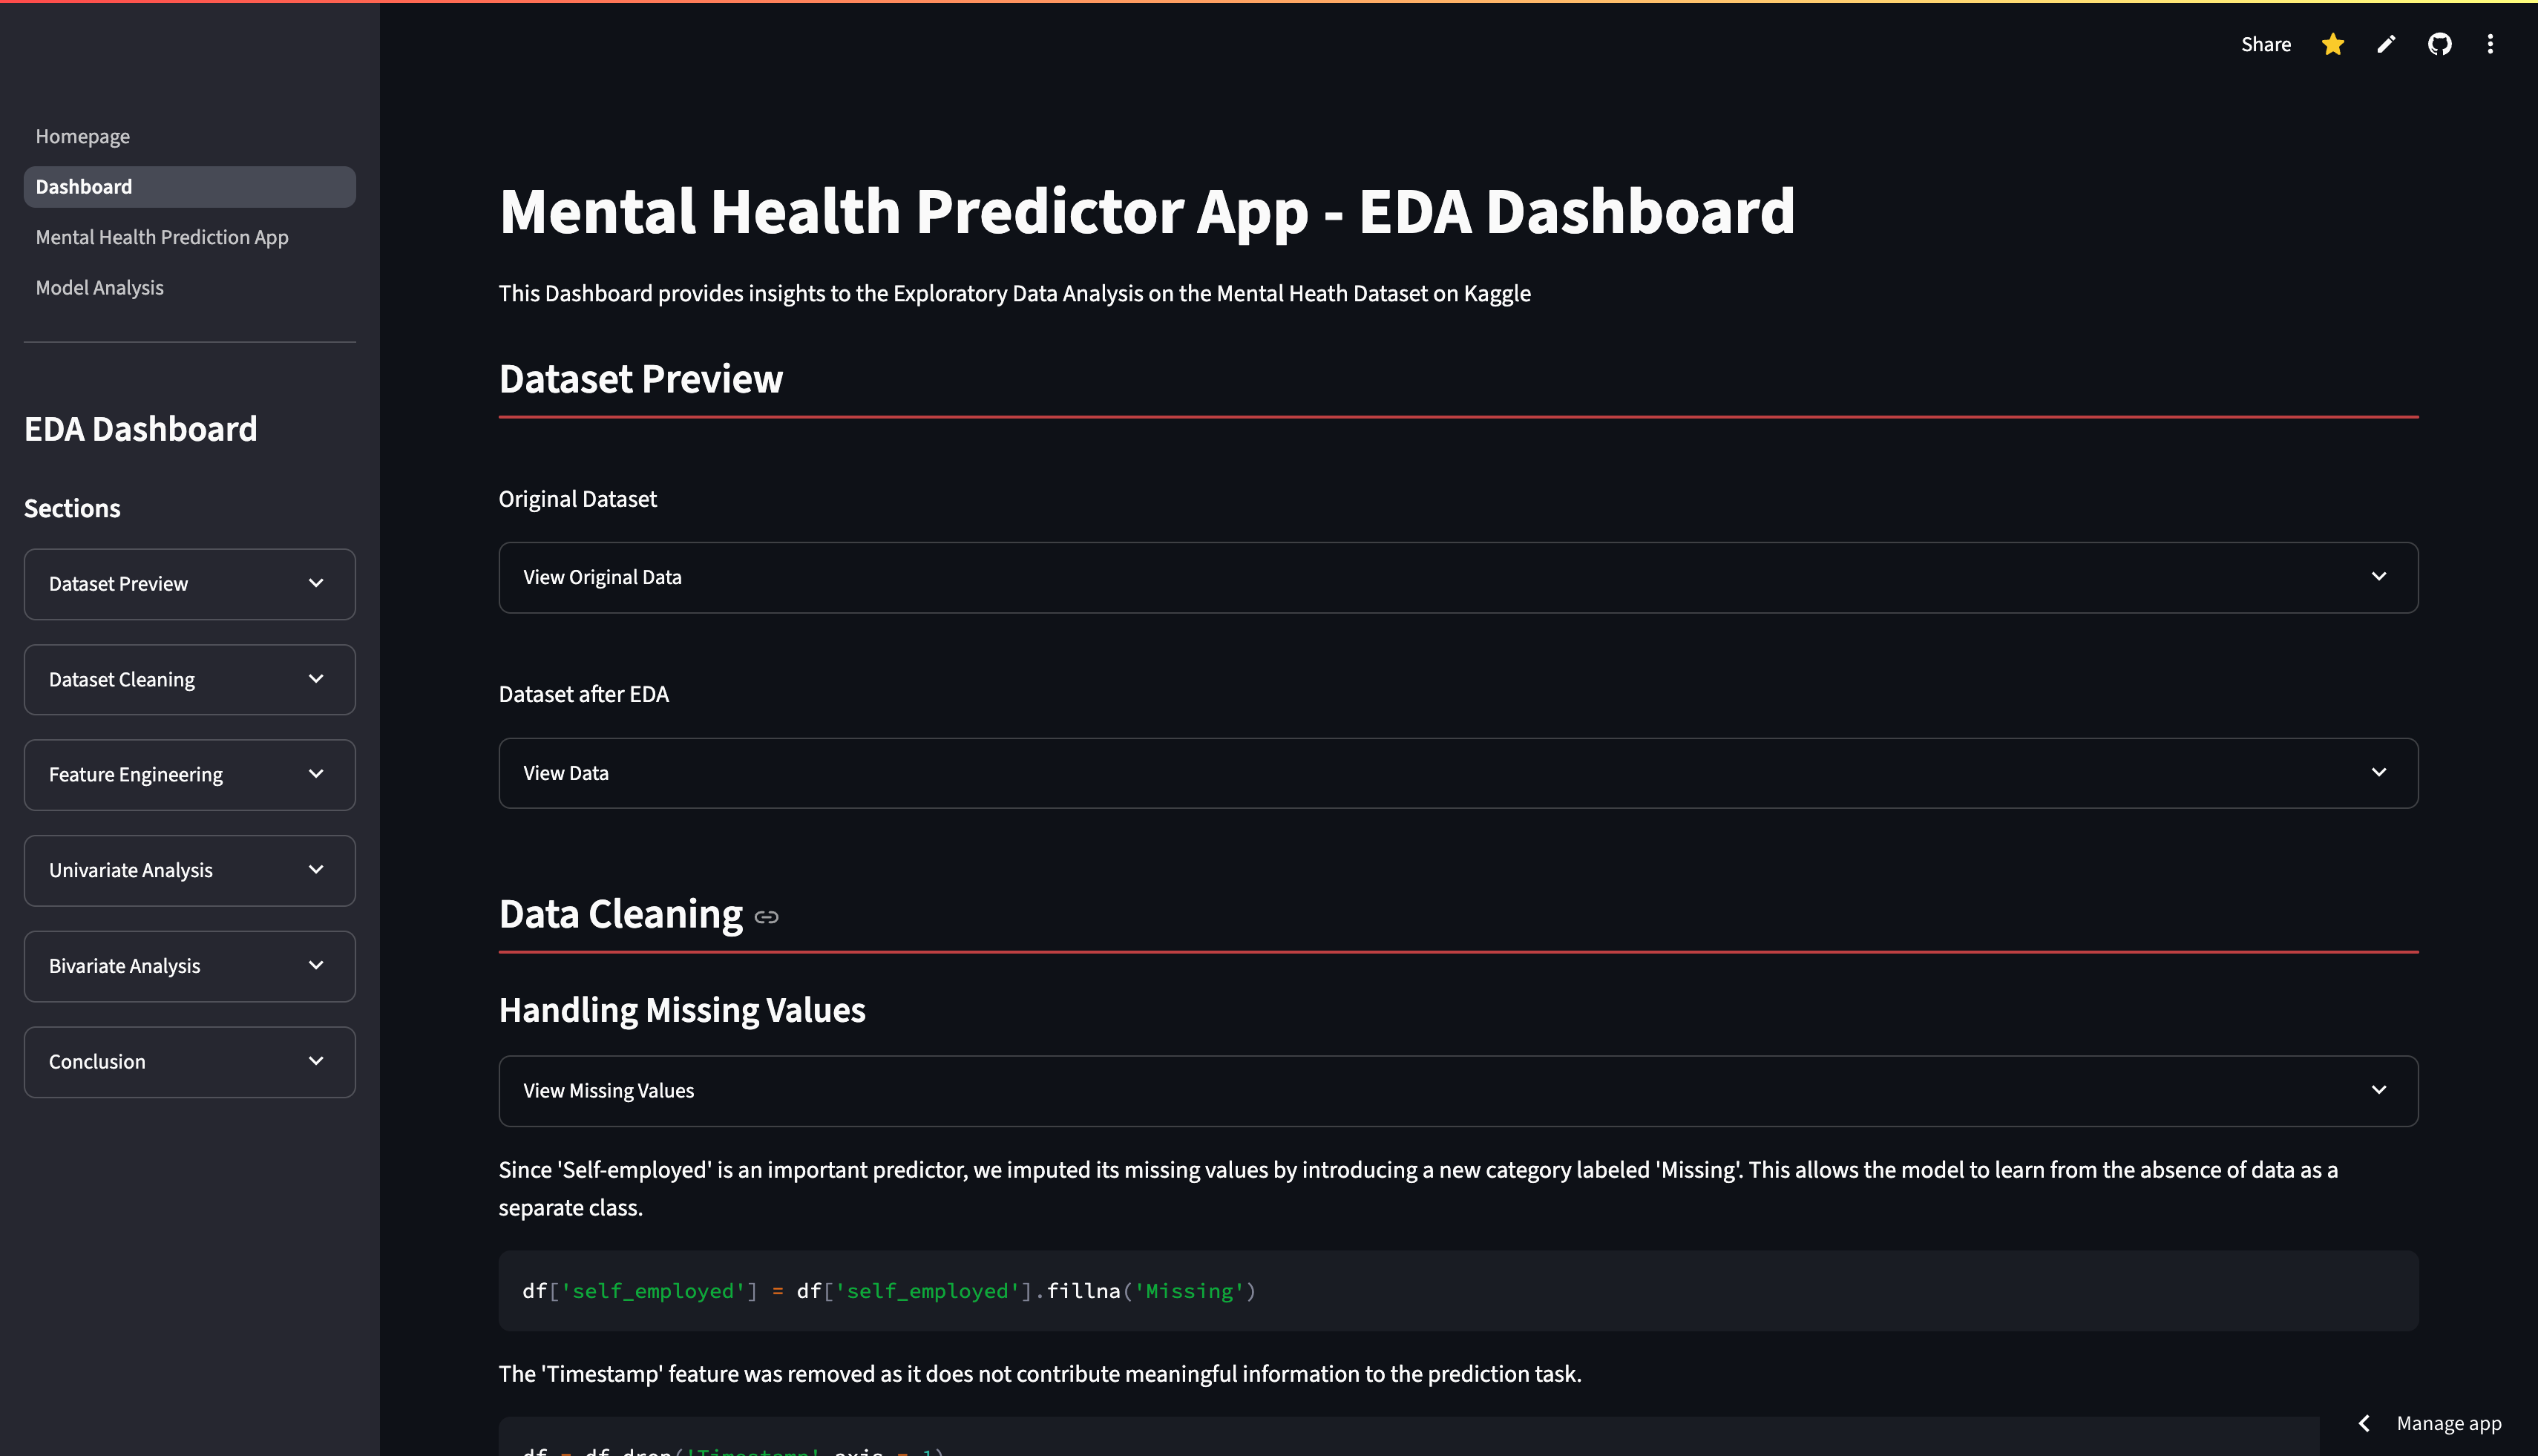 Share
Homepage
Dashboard
Mental Health Prediction App
Model Analysis
EDA Dashboard
Sections
Dataset Preview
Dataset Cleaning
Feature Engineering
Univariate Analysis
Bivariate Analysis
Conclusion
Mental Health Predictor App - EDA Dashboard
This Dashboard provides insights to the Exploratory Data Analysis on the Mental Heath Dataset on Kaggle
Dataset Preview
Original Dataset
View Original Data
Dataset after EDA
View Data
Data Cleaning
Handling Missing Values
View Missing Values
Since 'Self-employed' is an important predictor, we imputed its missing values by introducing a new category labeled 'Missing'. This allows the model to learn from the absence of data as a
separate class.
df['self_employed'] = df['self_employed'].fillna('Missing')
The 'Timestamp' feature was removed as it does not contribute meaningful information to the prediction task.
df = df.drop('Timestamp',axis = 1)
Manage app